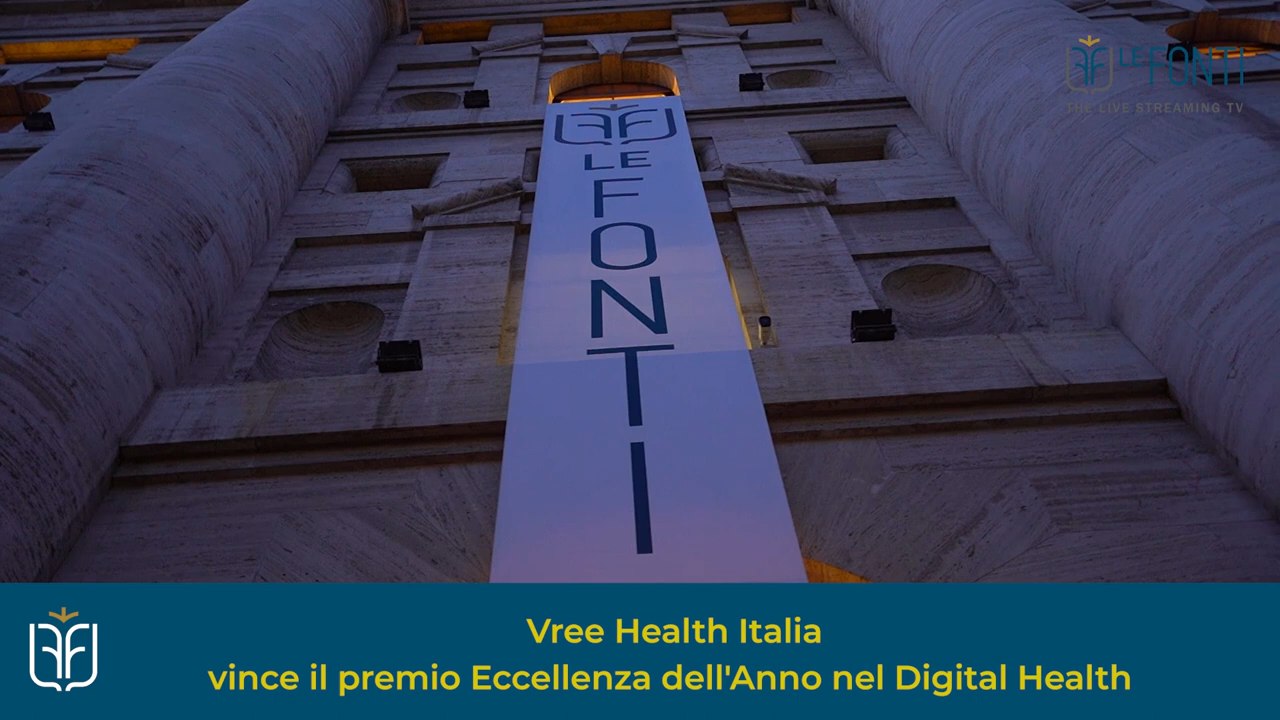 LE FONTI
THE LIVE STREAMING TV
LE
FONTI
Vree Health Italia
vince il premio Eccellenza dell'Anno nel Digital Health